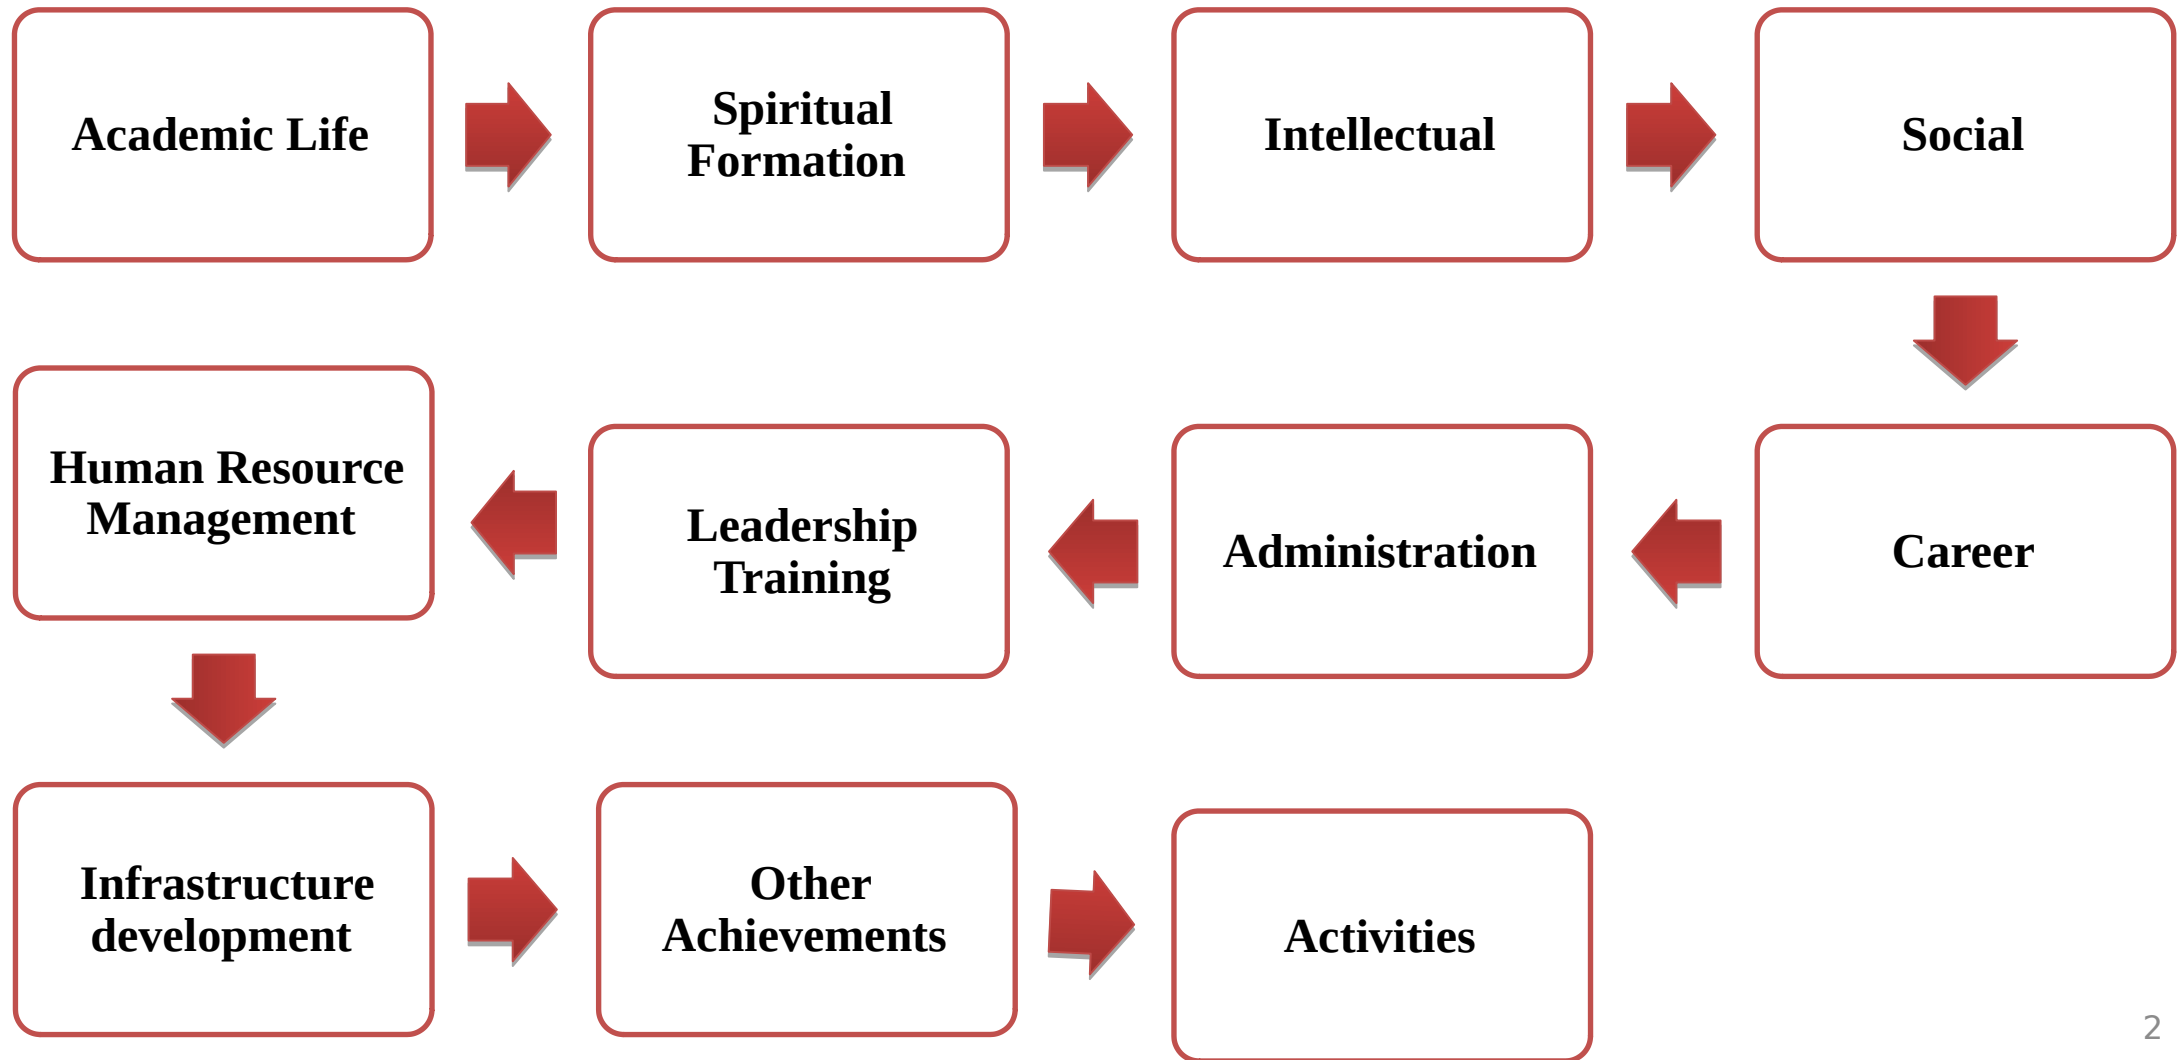 Academic Life
Spiritual
Formation
Intellectual
Social
Career
Administration
Leadership
Training
Human Resource
Management
Infrastructure
development
Other
Achievements
Activities
2